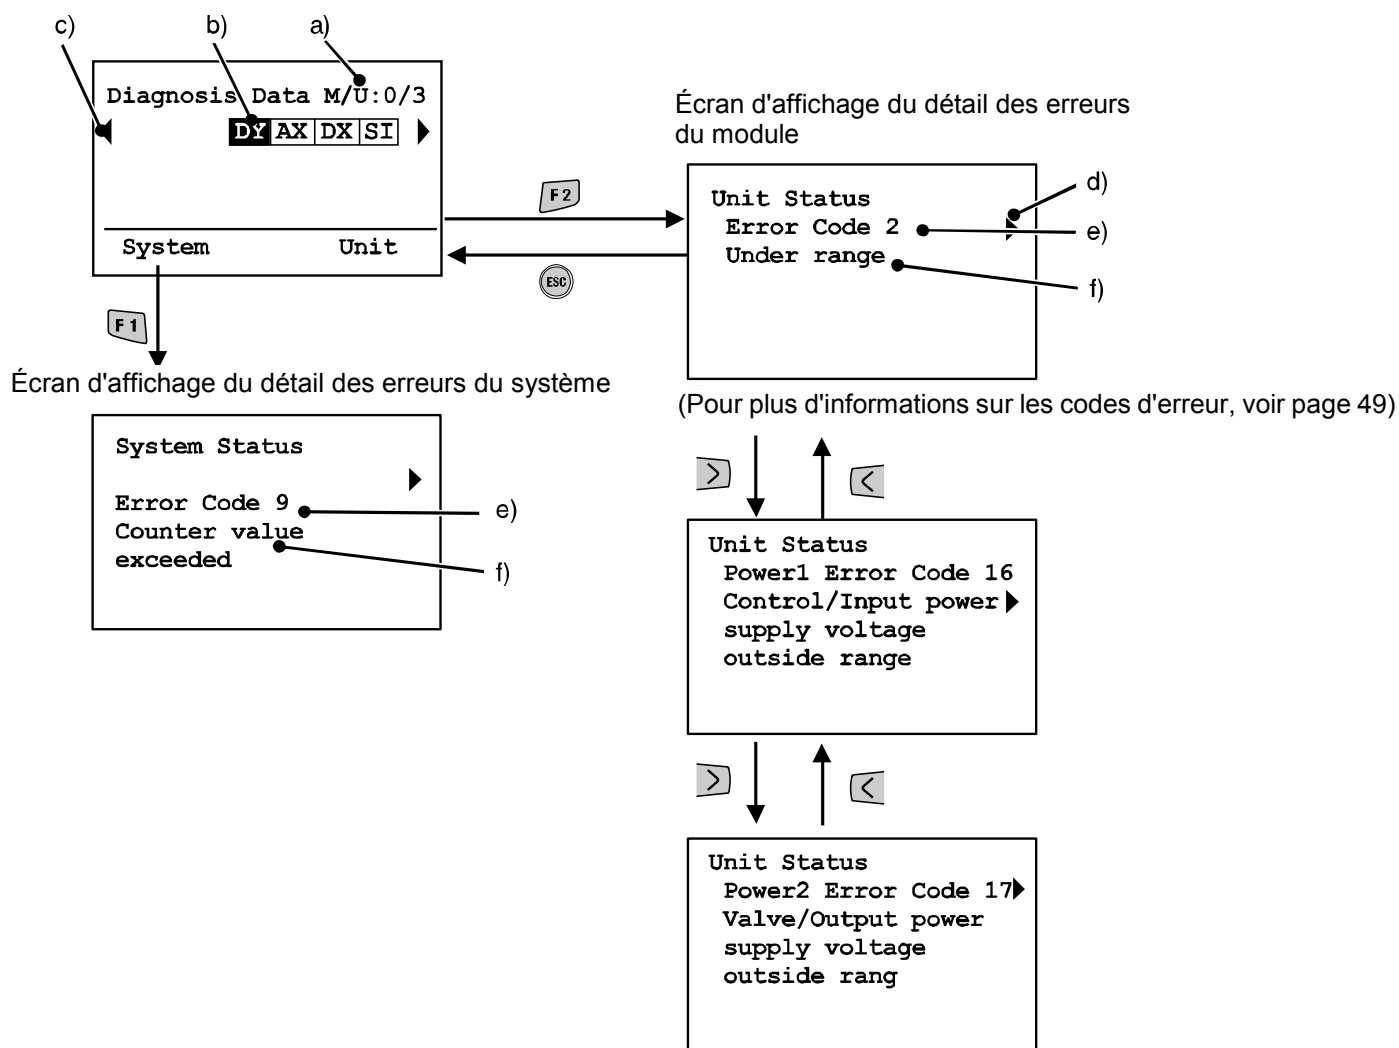 c)
b)
a)
Diagnosis Data M/U:0/3
DY AX DX SI
System Unit
F2
ESC
F1
Écran d'affichage du détail des erreurs
du module
Unit Status
Error Code 2
Under range
d)
e)
f)
Écran d'affichage du détail des erreurs du système
(Pour plus d'informations sur les codes d'erreur, voir page 49)
System Status
Error Code 9
Counter value
exceeded
e)
f)
Unit Status
Power1 Error Code 16
Control/Input power
supply voltage
outside range
Unit Status
Power2 Error Code 17
Valve/Output power
supply voltage
outside rang